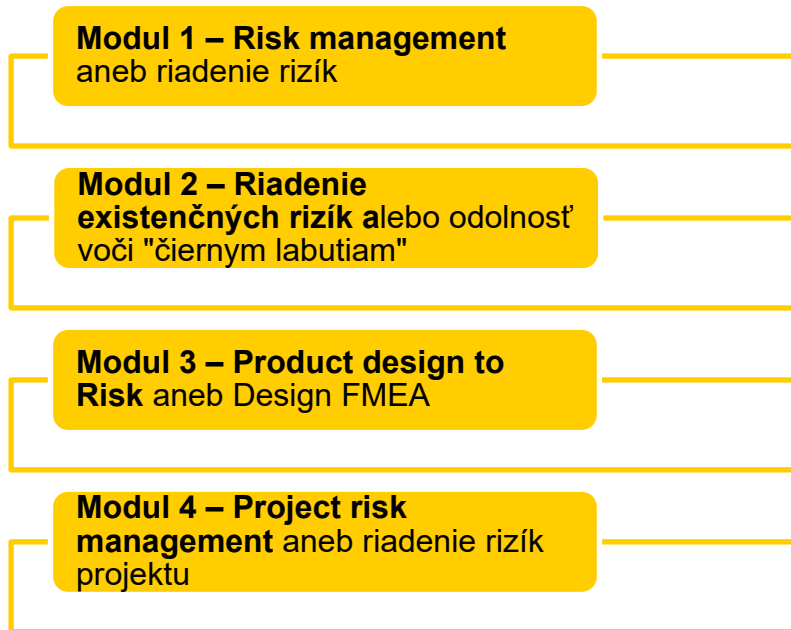 Modul 1 – Risk management
aneb riadenie rizík
Modul 2 – Riadenie
existenčných rizík alebo odolnosť
voči "čiernym labutiam"
Modul 3 – Product design to
Risk aneb Design FMEA
Modul 4 – Project risk
management aneb riadenie rizík
projektu